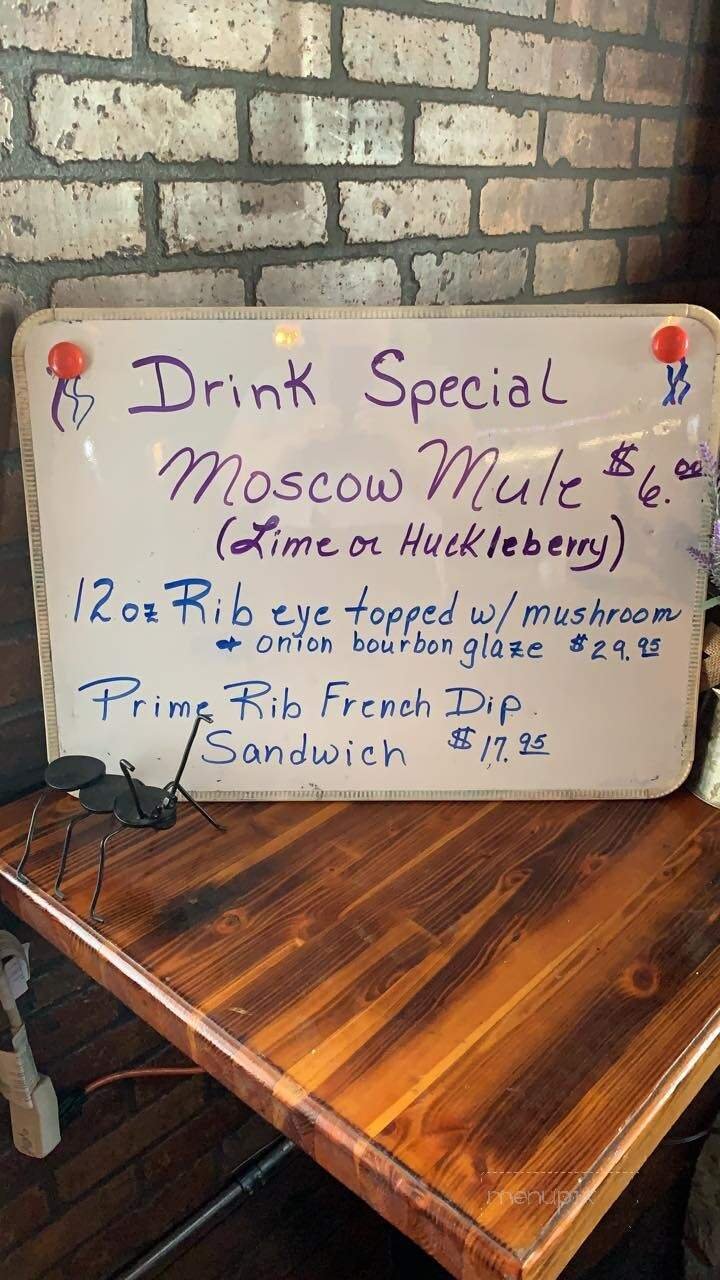 Drink Special
Moscow Mule $6.00
(Lime or Huckleberry)
12oz Rib eye topped w/ mushroom
+ onion bourbon glaze $29.95
Prime Rib French Dip
Sandwich $17.95
menupix